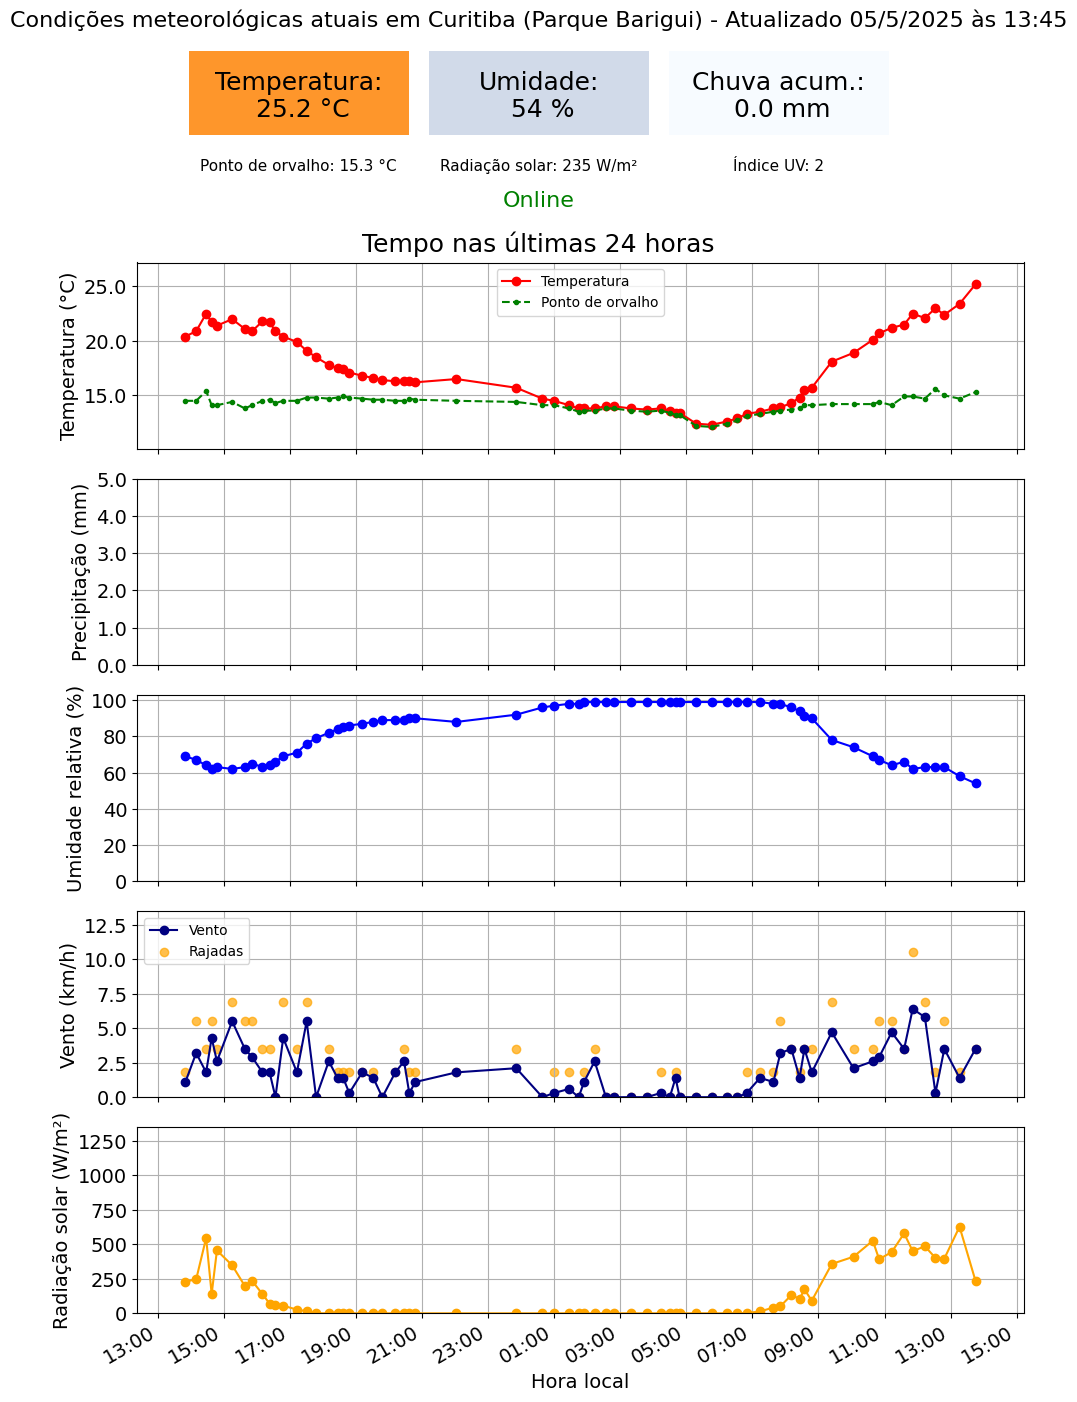 Condições meteorológicas atuais em Curitiba (Parque Barigui) - Atualizado 05/5/2025 às 13:45
Temperatura:
25.2 °C
Umidade:
54 %
Chuva acum.:
0.0 mm
Ponto de orvalho: 15.3 °C
Radiação solar: 235 W/m²
Índice UV: 2
Online
Tempo nas últimas 24 horas
Temperatura (°C)
25.0
20.0
15.0
Temperatura
Ponto de orvalho
Precipitação (mm)
5.0
4.0
3.0
2.0
1.0
0.0
Umidade relativa (%)
100
80
60
40
20
0
Vento (km/h)
12.5
10.0
7.5
5.0
2.5
0.0
Vento
Rajadas
Radiação solar (W/m²)
1250
1000
750
500
250
0
13:00
15:00
17:00
19:00
21:00
23:00
01:00
03:00
05:00
07:00
09:00
11:00
13:00
15:00
Hora local